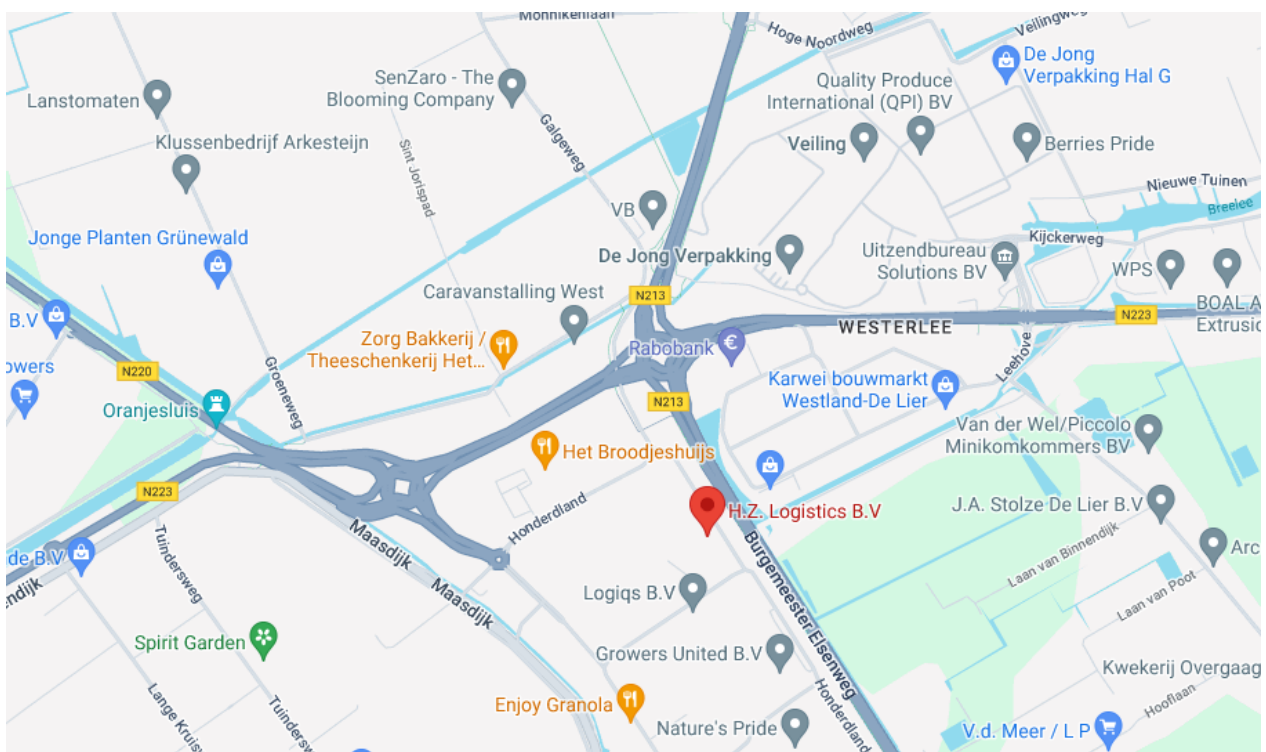 Monnikenlaan
Hoge Noordweg
Veilingweg
De Jong
Verpakking Hal G
SenZaro - The
Blooming Company
Quality Produce
International (QPI) BV
Lanstomaten
Klussenbedrijf Arkesteijn
Galgeweg
Veiling
Berries Pride
Sint Jorispad
Nieuwe Tuinen
Breelee
VB
Jonge Planten Grünewald
Kijckerweg
De Jong Verpakking
Uitzendbureau
Solutions BV
WPS
Caravanstalling West
N213
BOAL A
Extrusio
B.V
Zorg Bakkerij /
Theeschenkerij Het...
WESTERLEE
N223
Rabobank
Leehove
owers
N220
Groeneweg
Karwei bouwmarkt
Westland-De Lier
Oranjesluis
N213
Van der Wel/Piccolo
Minikomkommers BV
Het Broodjeshuijs
N223
H.Z. Logistics B.V
J.A. Stolze De Lier B.V
Honderdland
Maasdijk
Tuindersweg
de B.V
endijk
Burgemeester Elsenweg
Laan van Binnendijk
Arc
Maasdijk
Logiqs B.V
Laan van Poot
Spirit Garden
Growers United B.V
Kwekerij Overgaag
Lange Kruisw
Tuindersw
Enjoy Granola
Honderdland
Hooflaan
Nature's Pride
V.d. Meer / L P